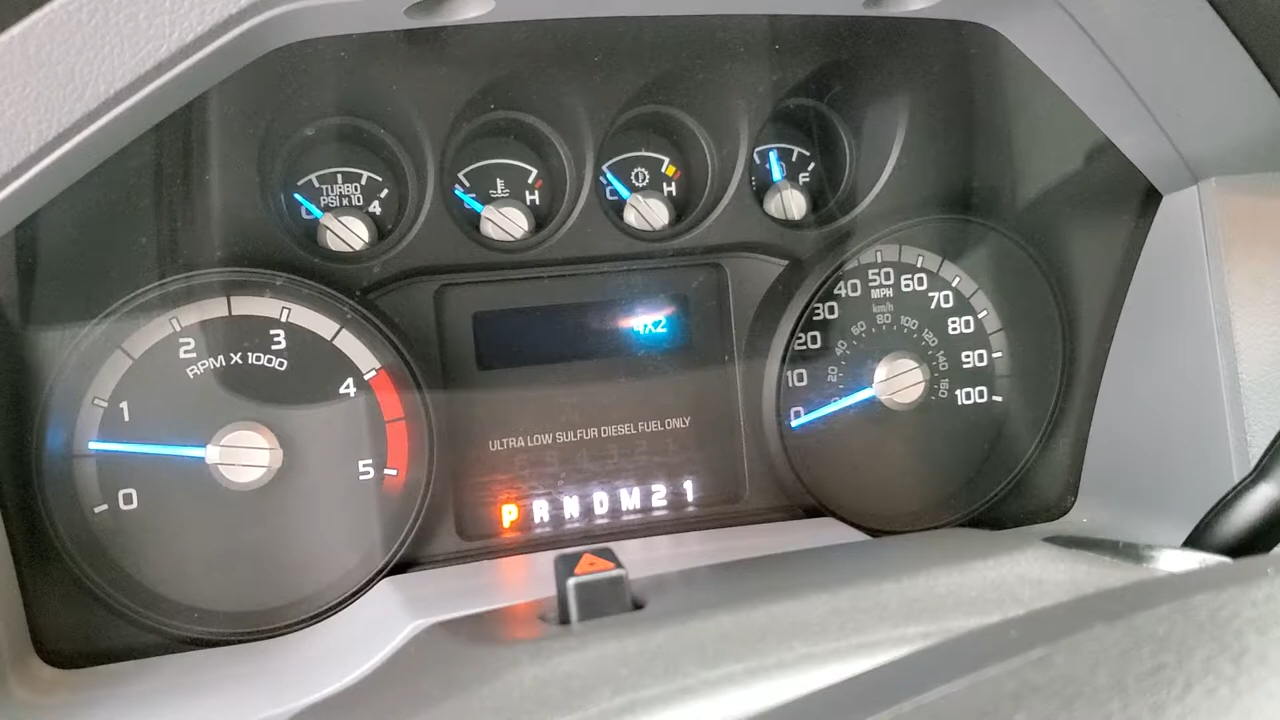 TURBO
PSI x 10
4
H
C
H
F
4X2
0
1
2
3
4
5
RPM X 1000
ULTRA LOW SULFUR DIESEL FUEL ONLY
P R N D M 2 1
0
10
20
30
40
50
60
70
80
90
100
MPH
km/h
20
40
60
80
100
120
140
160